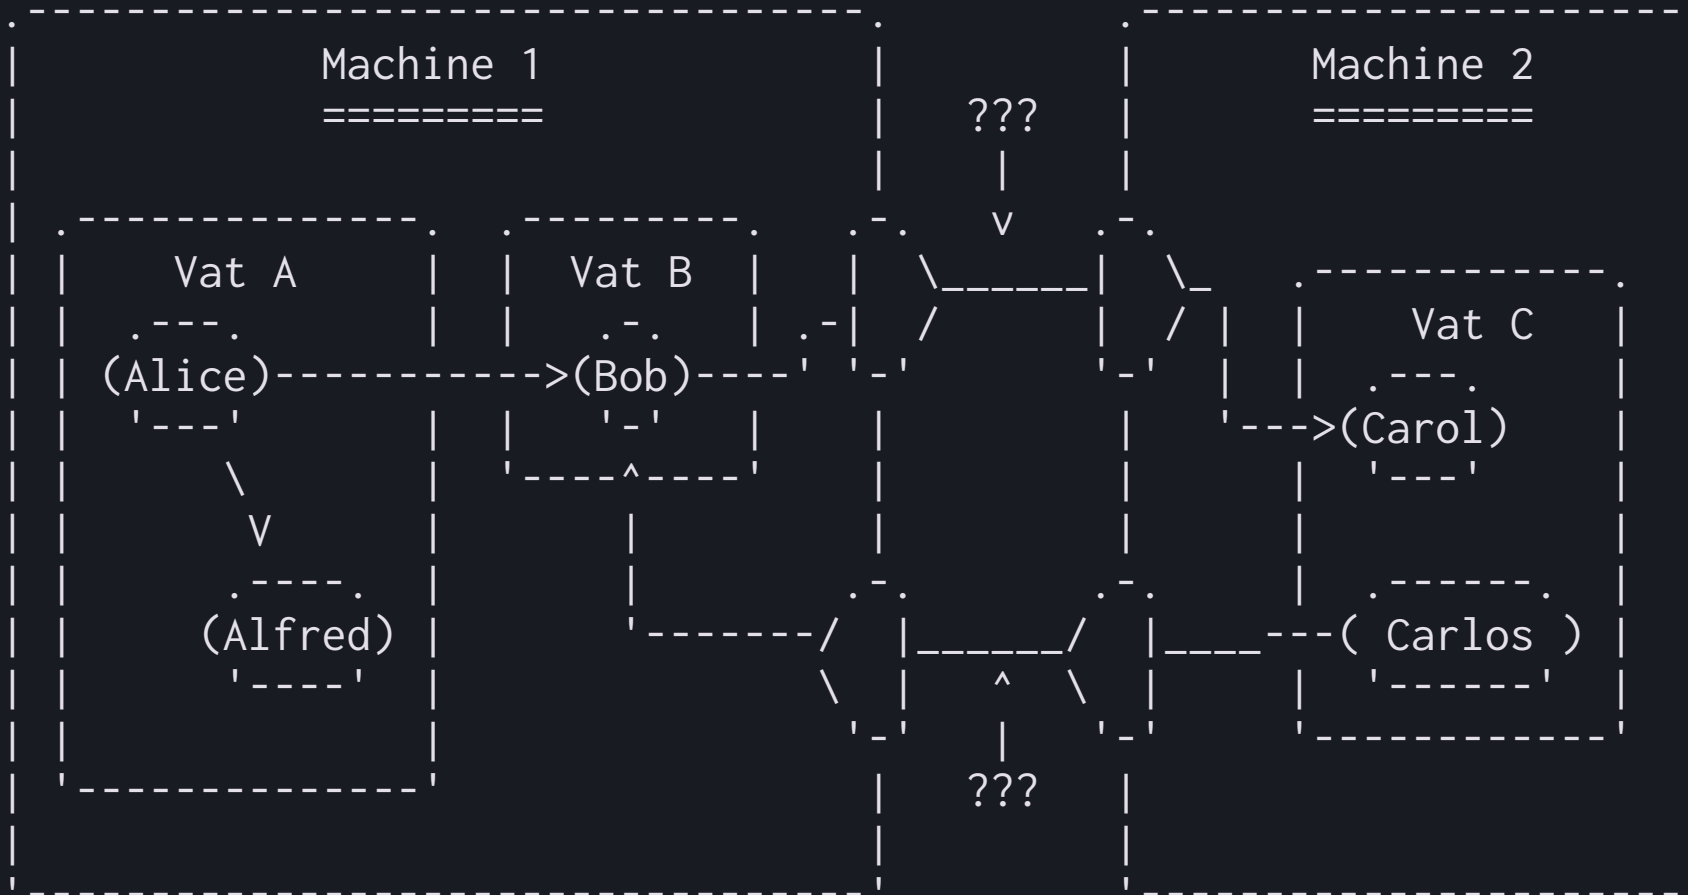 Machine 1 Machine 2
========= =========
???
Vat A Vat B
Vat C
(Alice) (Bob)
(Carol)
(Alfred) ( Carlos )
???